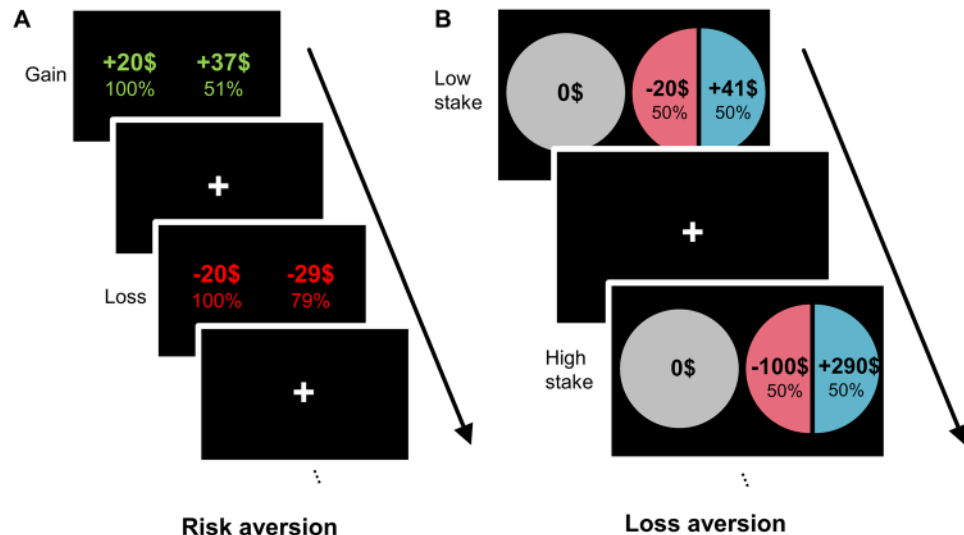 A
Gain
+20$ +37$
100% 51%
+
Loss
-20$ -29$
100% 79%
+
Risk aversion
B
Low
stake
0$ -20$ +41$
50% 50%
+
High
stake
0$ -100$ +290$
50% 50%
Loss aversion